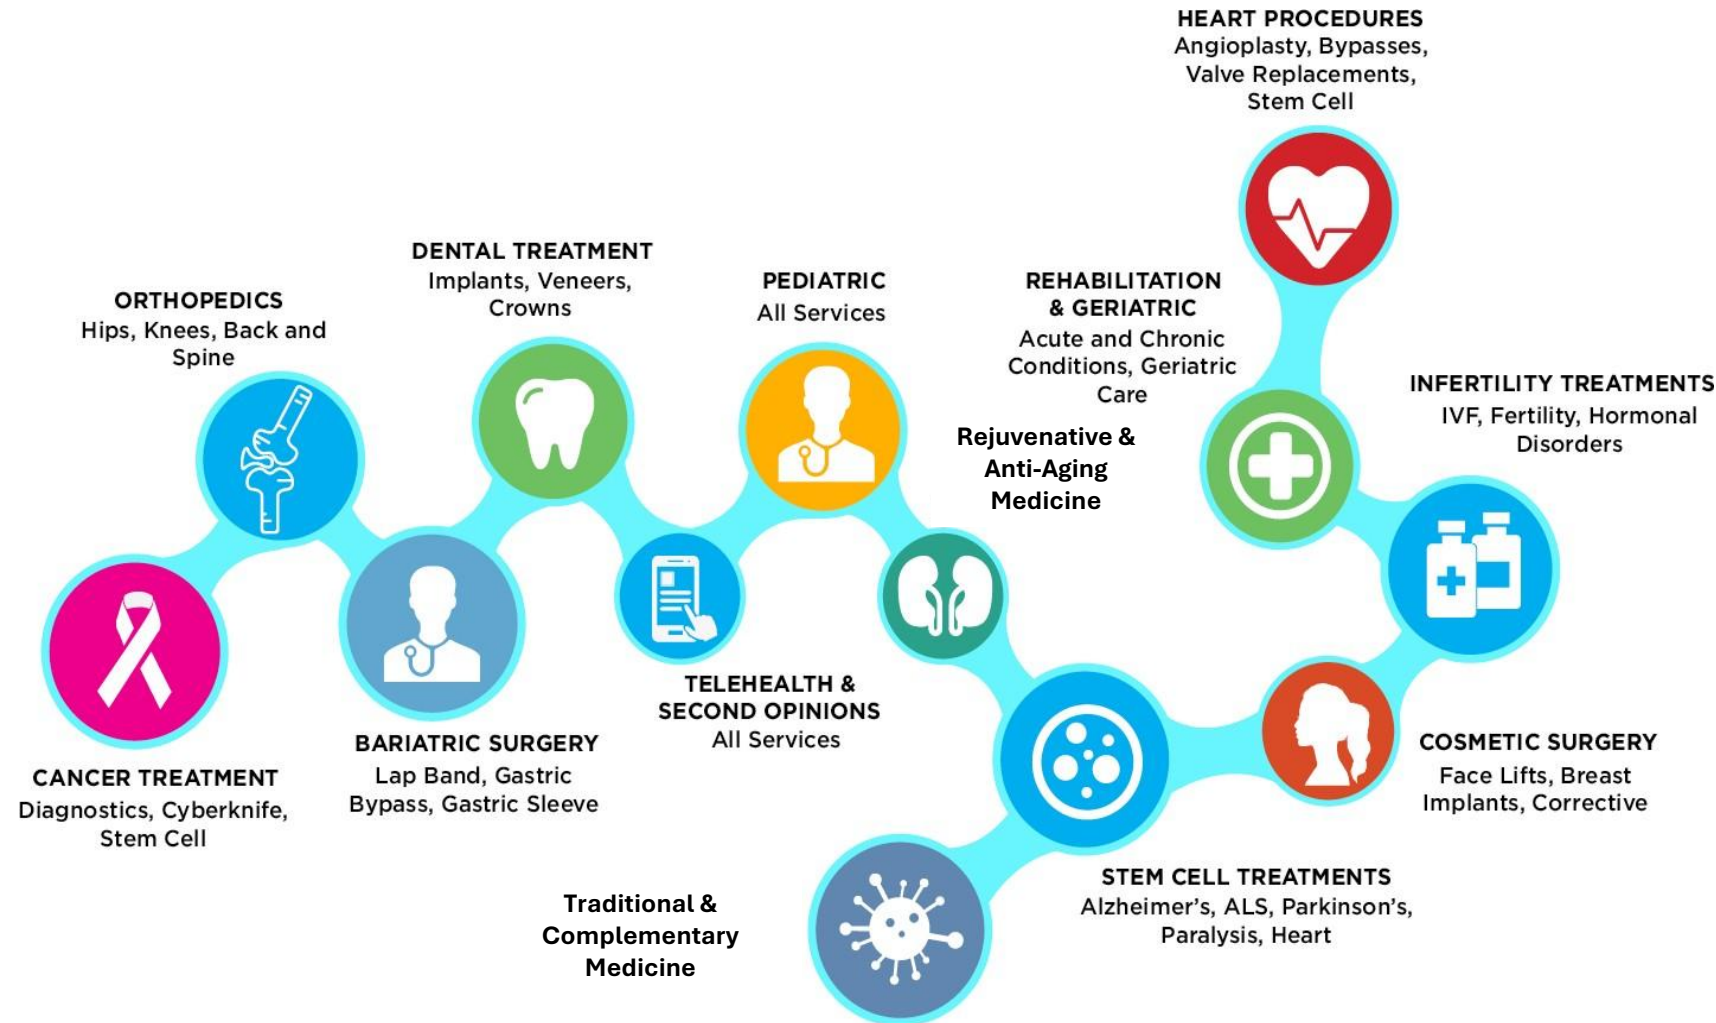 HEART PROCEDURES
Angioplasty, Bypasses,
Valve Replacements,
Stem Cell
DENTAL TREATMENT
Implants, Veneers,
Crowns
ORTHOPEDICS
Hips, Knees, Back and
Spine
PEDIATRIC
All Services
REHABILITATION
& GERIATRIC
Acute and Chronic
Conditions, Geriatric
Care
INFERTILITY TREATMENTS
IVF, Fertility, Hormonal
Disorders
Rejuvenative &
Anti-Aging
Medicine
TELEHEALTH &
SECOND OPINIONS
All Services
BARIATRIC SURGERY
Lap Band, Gastric
Bypass, Gastric Sleeve
CANCER TREATMENT
Diagnostics, Cyberknife,
Stem Cell
COSMETIC SURGERY
Face Lifts, Breast
Implants, Corrective
STEM CELL TREATMENTS
Alzheimer’s, ALS, Parkinson’s,
Paralysis, Heart
Traditional &
Complementary
Medicine